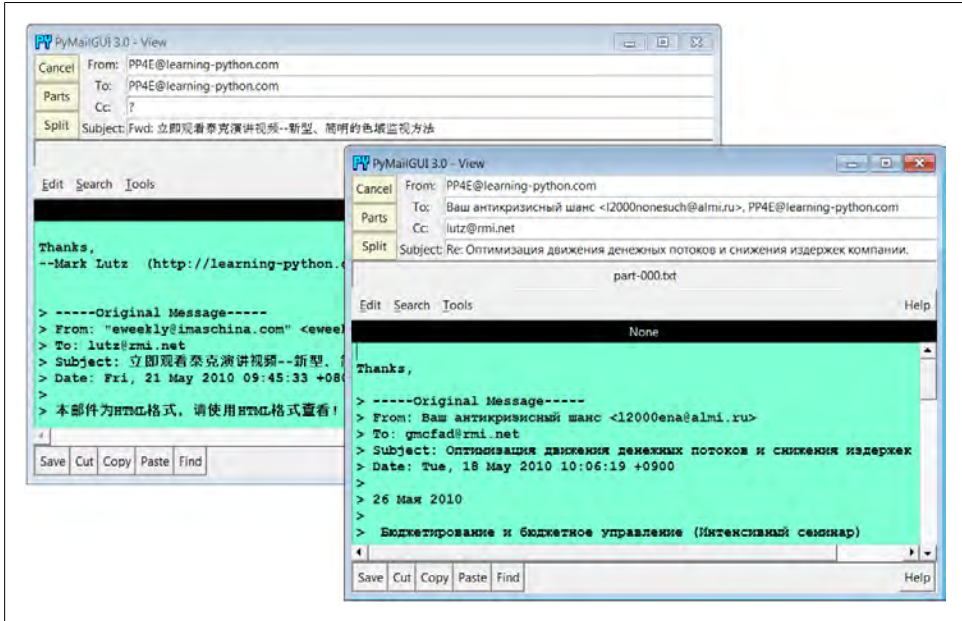 PyMailGUI 3.0 - View
Cancel From: PP4E@learning-python.com
Parts To: PP4E@learning-python.com
Cc: ?
Split Subject: Fwd: 立即观看泰克演讲视频--新型、简明的色域监视方法
Edit Search Tools
Thanks,
--Mark Lutz (http://learning-python.
> -----Original Message-----
> From: "eweekly@imaschina.com" <ewee
> To: lutz@rmi.net
> Subject: 立即观看泰克演讲视频--新型、
> Date: Fri, 21 May 2010 09:45:33 +080
>
> 本邮件为HTML格式，请使用HTML格式查看！
Save Cut Copy Paste Find
PyMailGUI 3.0 - View
Cancel From: PP4E@learning-python.com
Parts To: Ваш антикризисный шанс <l2000nonesuch@almi.ru>, PP4E@learning-python.com
Cc: lutz@rmi.net
Split Subject: Re: Оптимизация движения денежных потоков и снижения издержек компании.
part-000.txt
Edit Search Tools Help
None
Thanks,
> -----Original Message-----
> From: Ваш антикризисный шанс <l2000ena@almi.ru>
> To: gmcfad@rmi.net
> Subject: Оптимизация движения денежных потоков и снижения издержек
> Date: Tue, 18 May 2010 10:06:19 +0900
>
> 26 Мая 2010
>
> Бюджетирование и бюджетное управление (Интенсивный семинар)
Save Cut Copy Paste Find Help